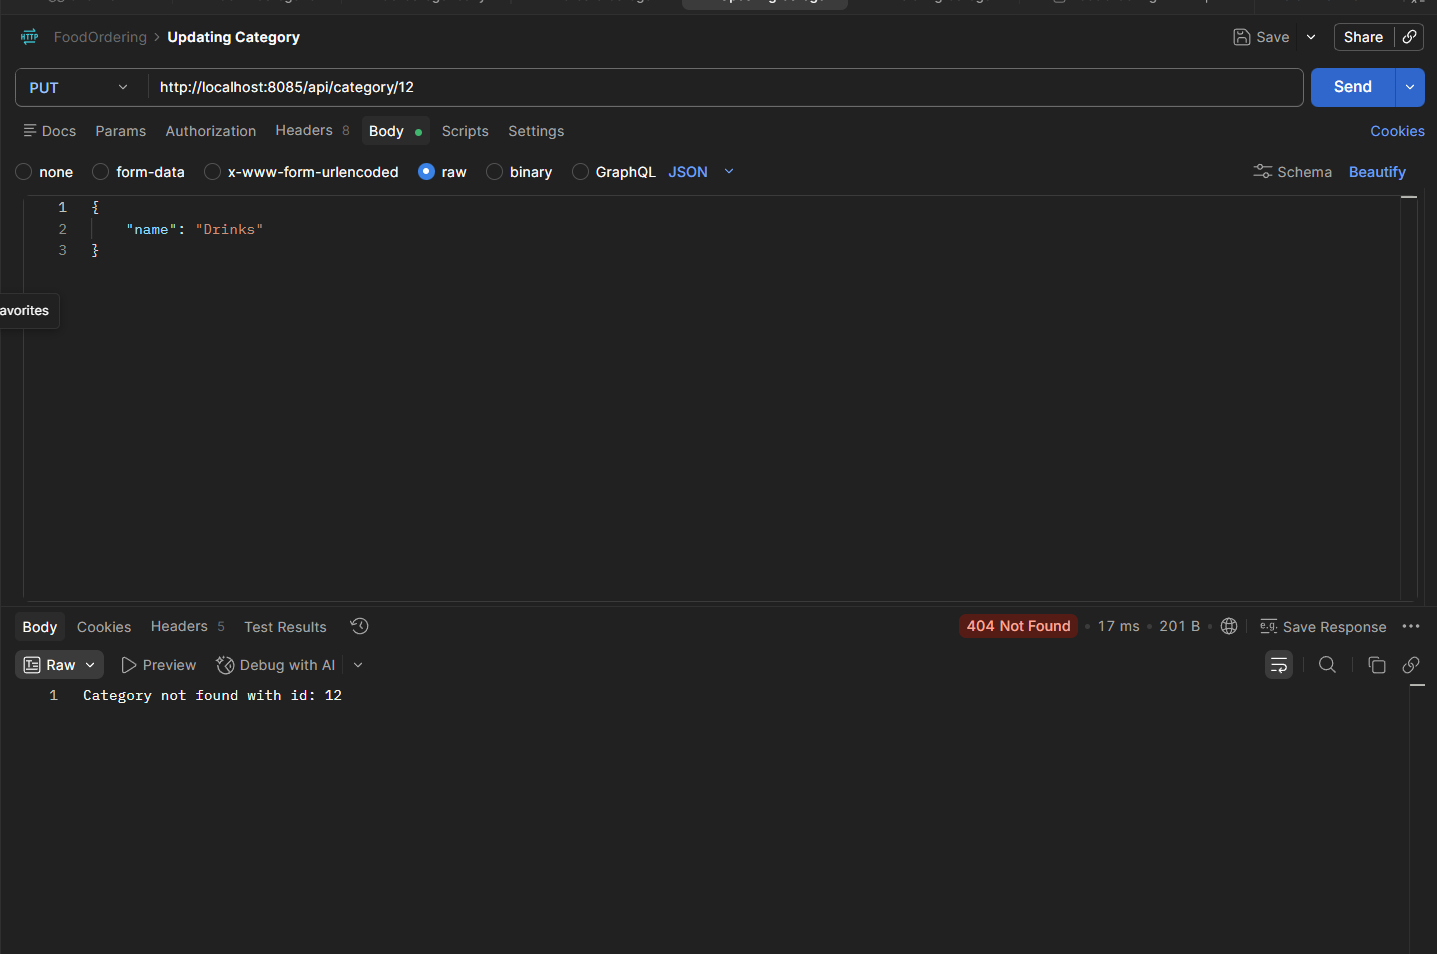 HTTP FoodOrdering > Updating Category Save Share
PUT http://localhost:8085/api/category/12 Send
Docs Params Authorization Headers 8 Body Scripts Settings Cookies
none form-data x-www-form-urlencoded raw binary GraphQL JSON Schema Beautify
1 {
2 "name": "Drinks"
3 }
avorites
Body Cookies Headers 5 Test Results 404 Not Found • 17 ms • 201 B • e.g. Save Response
Raw Preview Debug with AI
1 Category not found with id: 12